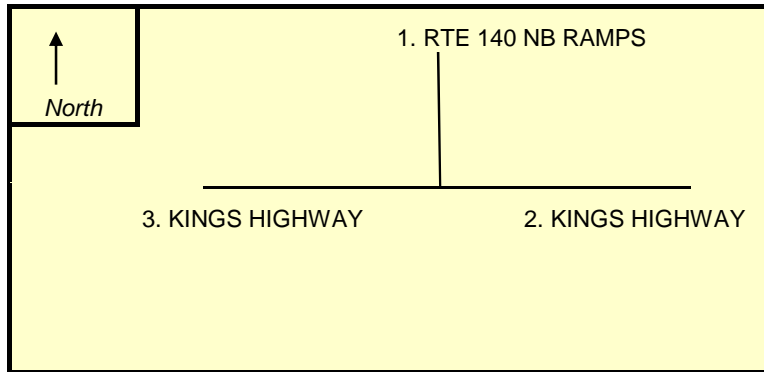 1. RTE 140 NB RAMPS
North
3. KINGS HIGHWAY
2. KINGS HIGHWAY